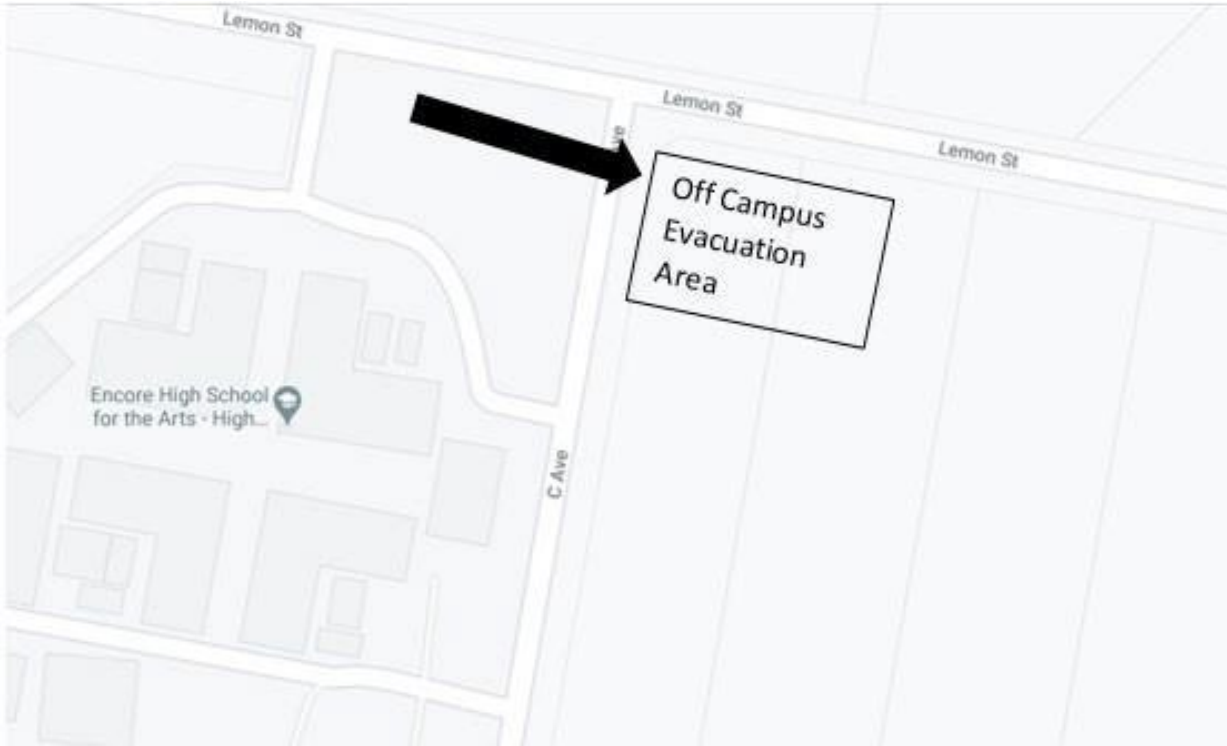 Lemon St
Lemon St
Lemon St
Off Campus
Evacuation
Area
Encore High School
for the Arts - High...
C Ave